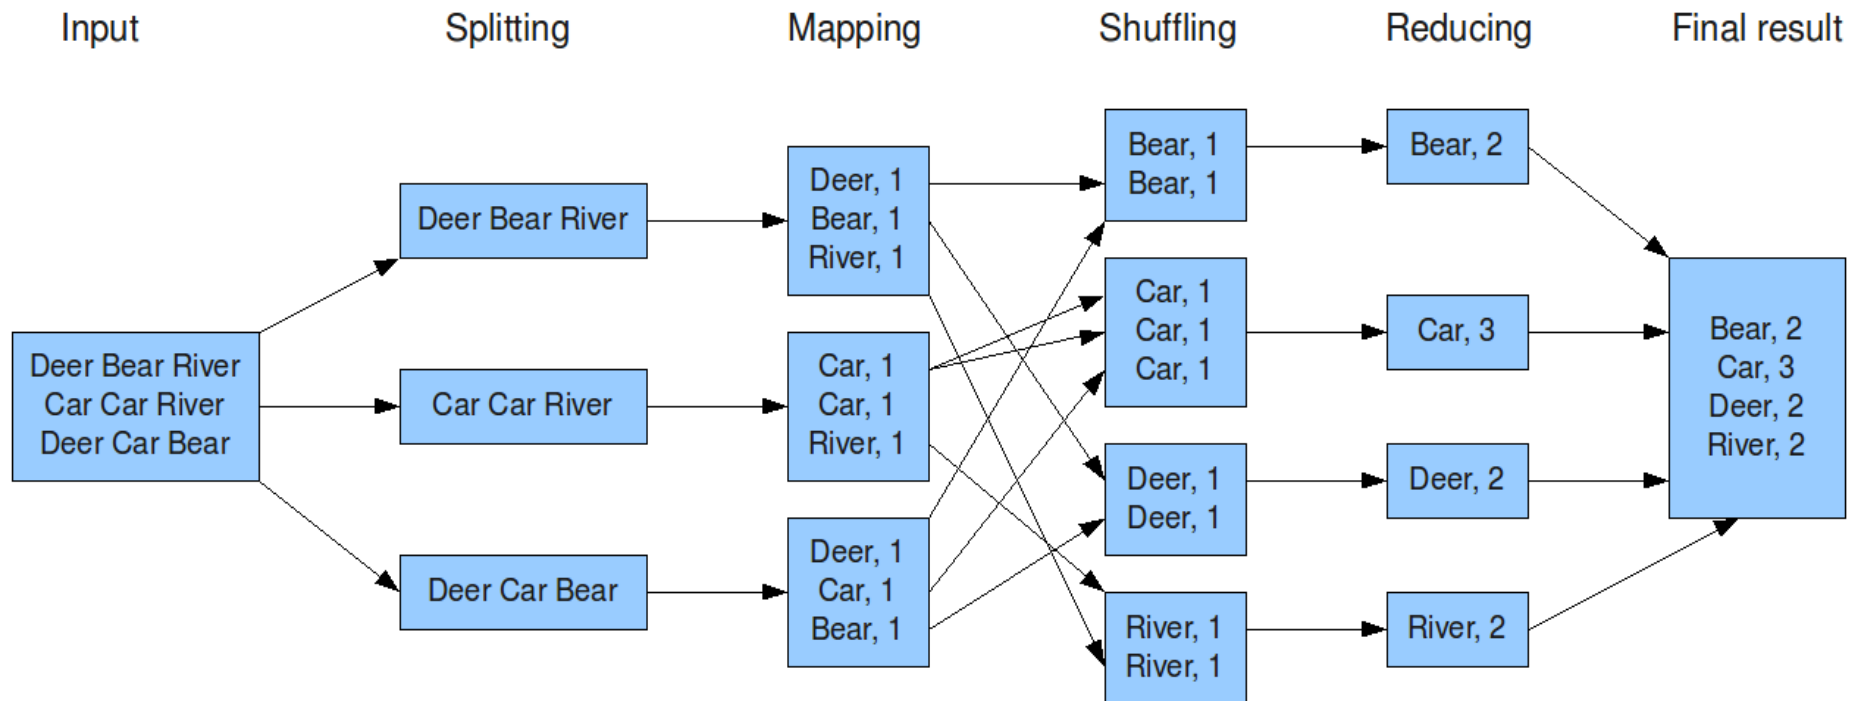 Input
Splitting
Mapping
Shuffling
Reducing
Final result
Deer Bear River
Car Car River
Deer Car Bear
Deer Bear River
Car Car River
Deer Car Bear
Deer, 1
Bear, 1
River, 1
Car, 1
Car, 1
River, 1
Deer, 1
Car, 1
Bear, 1
Bear, 1
Bear, 1
Car, 1
Car, 1
Car, 1
Deer, 1
Deer, 1
River, 1
River, 1
Bear, 2
Car, 3
Deer, 2
River, 2
Bear, 2
Car, 3
Deer, 2
River, 2